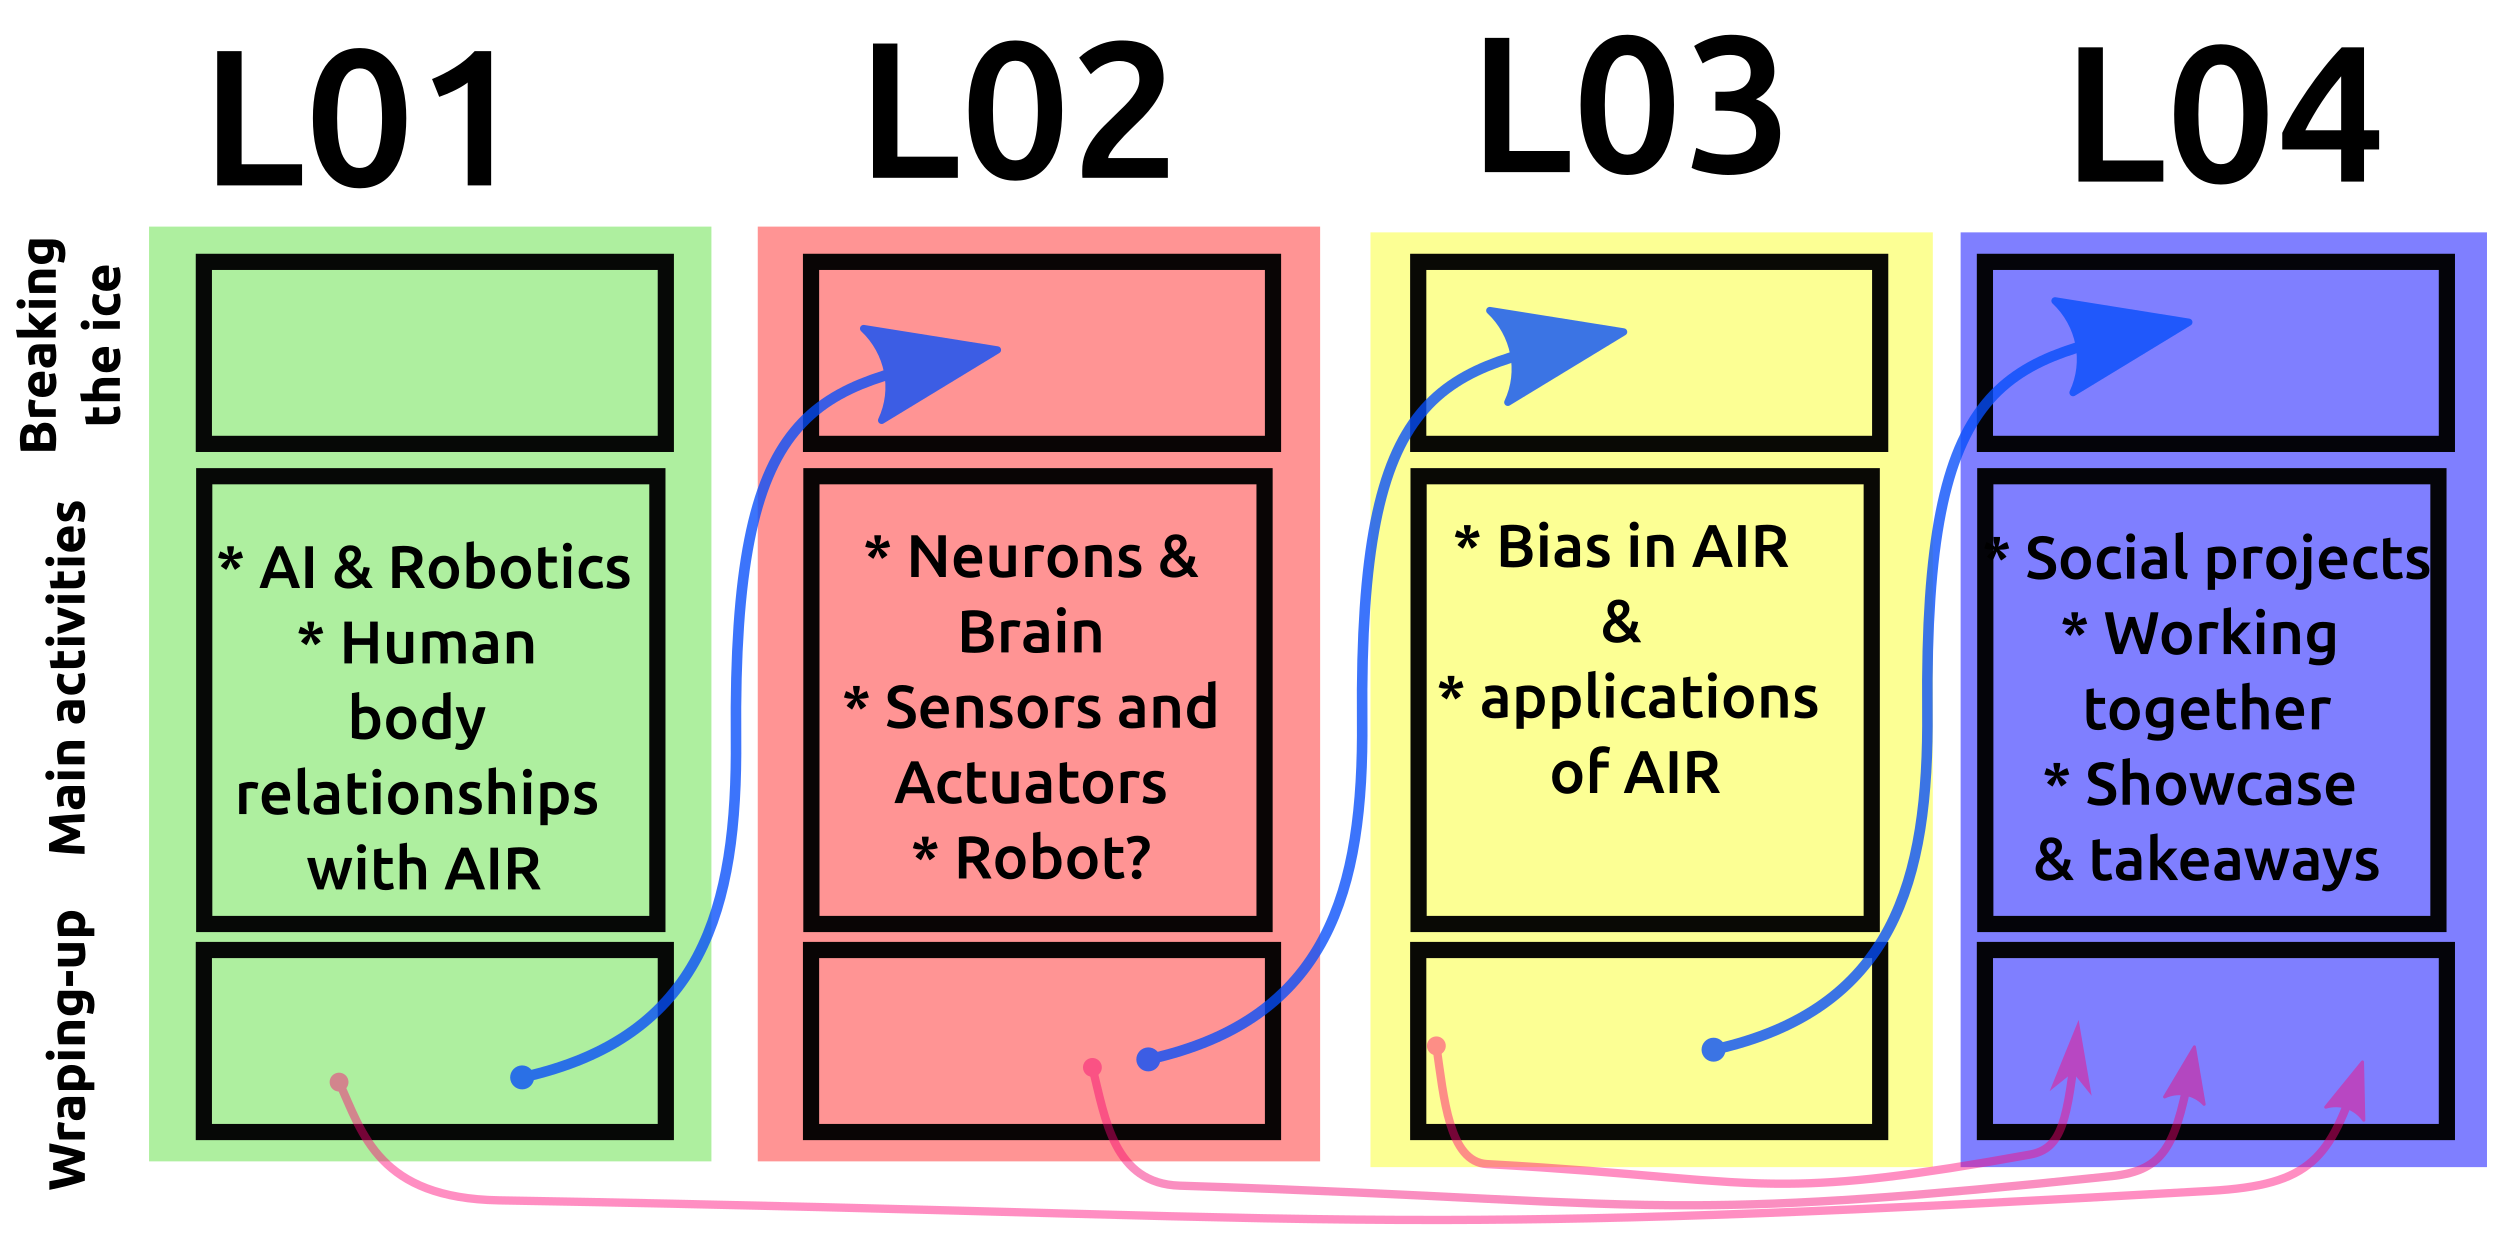 L01
L02
L03
L04
Breaking
the ice
Main activities
Wrapping-up
* AI & Robotics
* Human
body
relationships
with AIR
* Neurons &
Brain
* Sensors and
Actuators
* Robot?
* Bias in AIR
&
* applications
of AIR
* Social projects
* Working
together
* Showcase
& takeaways